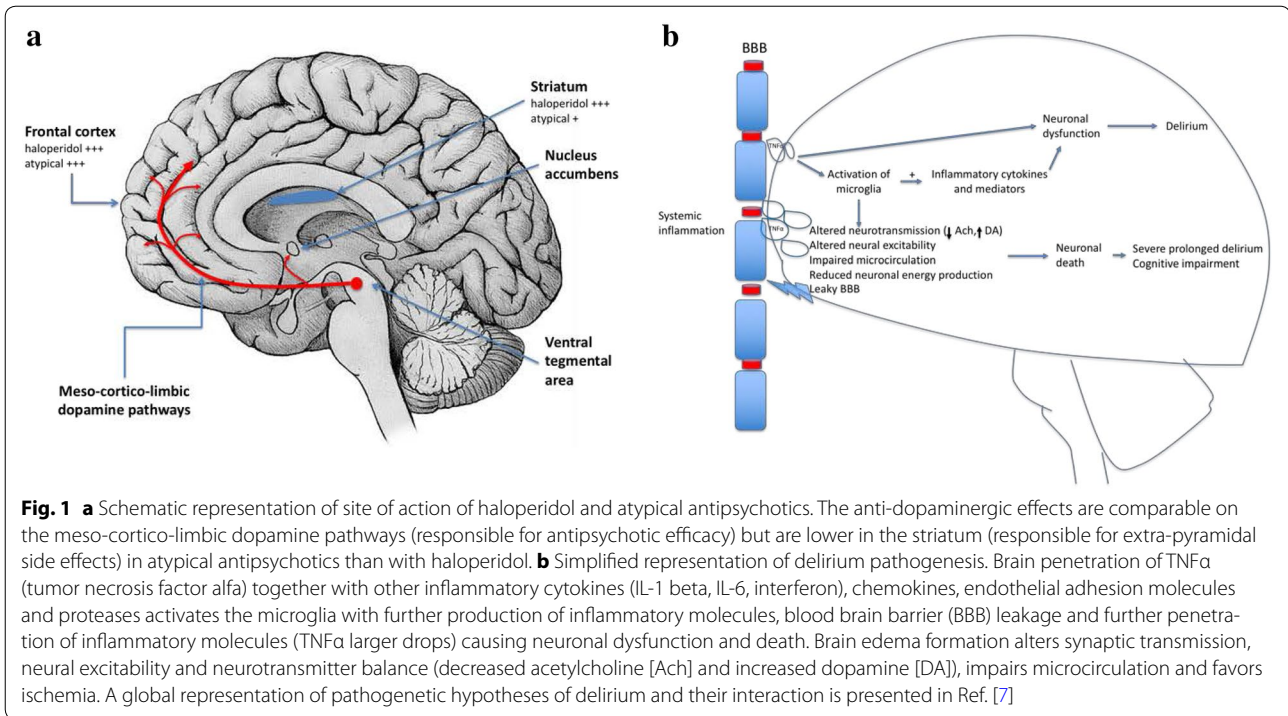 a
Frontal cortex
haloperidol +++
atypical +++
Striatum
haloperidol +++
atypical +
Nucleus
accumbens
Ventral
tegmental
area
Meso-cortico-limbic
dopamine pathways
b
BBB
Systemic
inflammation
TNFα
TNFα
Activation of
microglia
+
Inflammatory cytokines
and mediators
Neuronal
dysfunction
Delirium
Altered neurotransmission (⬇ Ach,⬆ DA)
Altered neural excitability
Impaired microcirculation
Reduced neuronal energy production
Leaky BBB
Neuronal
death
Severe prolonged delirium
Cognitive impairment
Fig. 1 a Schematic representation of site of action of haloperidol and atypical antipsychotics. The anti-dopaminergic effects are comparable on
the meso-cortico-limbic dopamine pathways (responsible for antipsychotic efficacy) but are lower in the striatum (responsible for extra-pyramidal
side effects) in atypical antipsychotics than with haloperidol. b Simplified representation of delirium pathogenesis. Brain penetration of TNFα
(tumor necrosis factor alfa) together with other inflammatory cytokines (IL-1 beta, IL-6, interferon), chemokines, endothelial adhesion molecules
and proteases activates the microglia with further production of inflammatory molecules, blood brain barrier (BBB) leakage and further penetra-
tion of inflammatory molecules (TNFα larger drops) causing neuronal dysfunction and death. Brain edema formation alters synaptic transmission,
neural excitability and neurotransmitter balance (decreased acetylcholine [Ach] and increased dopamine [DA]), impairs microcirculation and favors
ischemia. A global representation of pathogenetic hypotheses of delirium and their interaction is presented in Ref. [7]